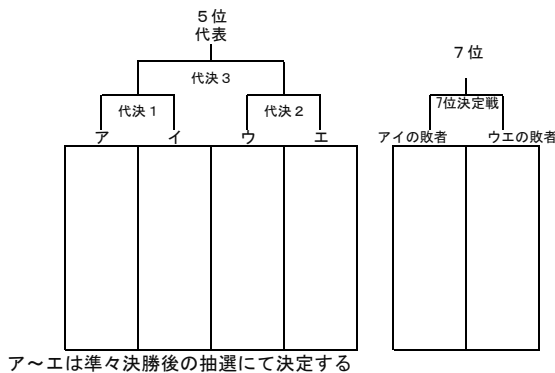 ５位
代表
代決３
代決１
代決２
ア
イ
ウ
エ
７位
7位決定戦
アイの敗者
ウエの敗者
ア～エは準々決勝後の抽選にて決定する